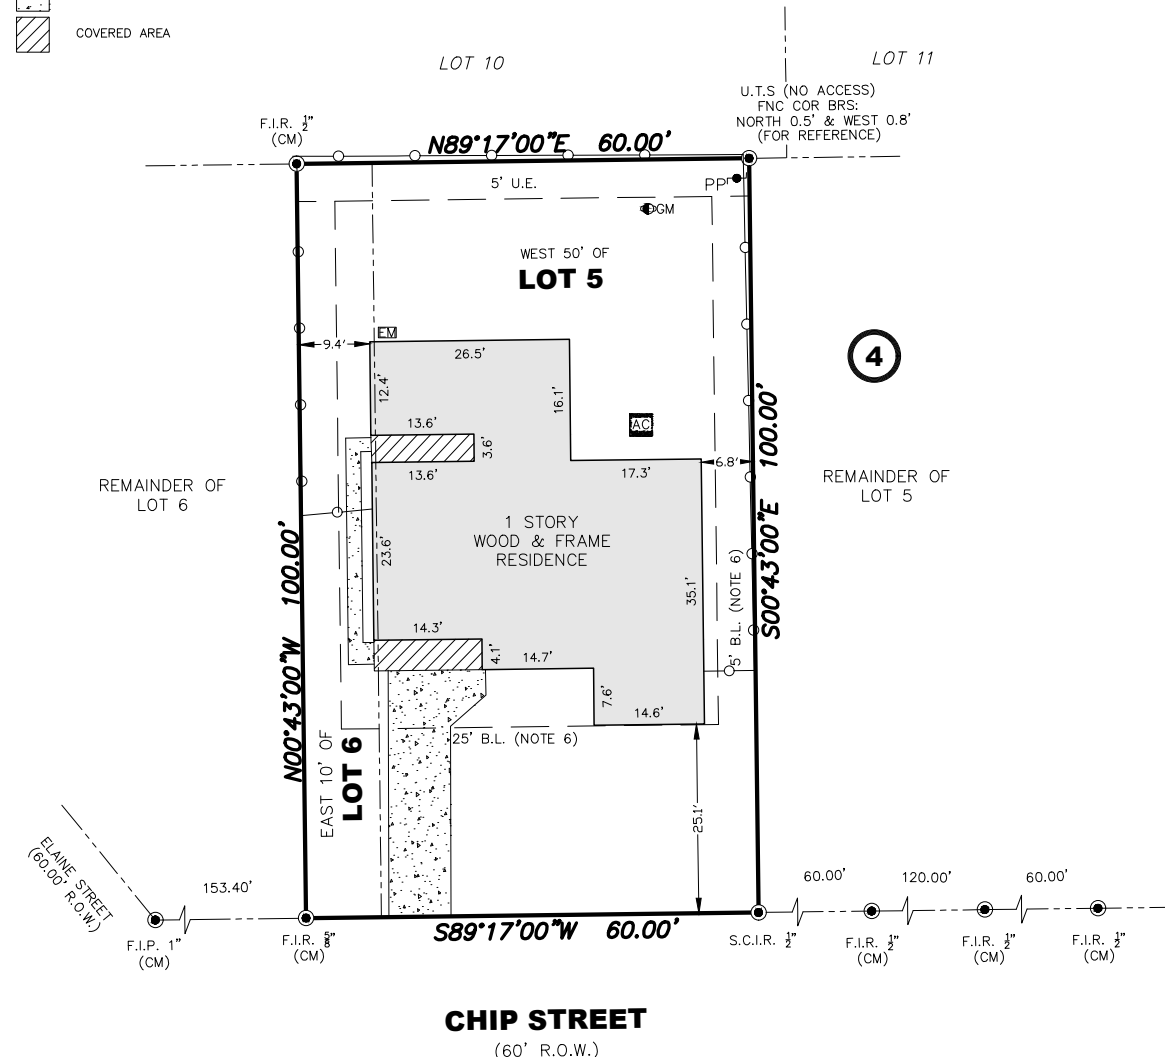 COVERED AREA
LOT 10
LOT 11
U.T.S (NO ACCESS)
FNC COR BRS:
NORTH 0.5' & WEST 0.8'
(FOR REFERENCE)
F.I.R. 1/2"
(CM)
N89°17'00"E 60.00'
5' U.E.
PP
GM
WEST 50' OF
LOT 5
EM
9.4'
26.5'
12.4'
16.1'
4
13.6'
3.6'
AC
13.6'
17.3'
6.8'
S00°43'00"E 100.00'
REMAINDER OF
LOT 6
REMAINDER OF
LOT 5
N00°43'00"W 100.00'
23.6'
1 STORY
WOOD & FRAME
RESIDENCE
35.1'
5' B.L. (NOTE 6)
14.3'
4.1'
14.7'
7.6'
14.6'
25' B.L. (NOTE 6)
EAST 10' OF
LOT 6
25.1'
ELAINE STREET
(60.00' R.O.W.)
153.40'
60.00'
120.00'
60.00'
F.I.P. 1"
(CM)
F.I.R. 5/8"
(CM)
S89°17'00"W 60.00'
S.C.I.R. 1/2"
F.I.R. 1/2"
(CM)
F.I.R. 1/2"
(CM)
F.I.R. 1/2"
(CM)
CHIP STREET
(60' R.O.W.)